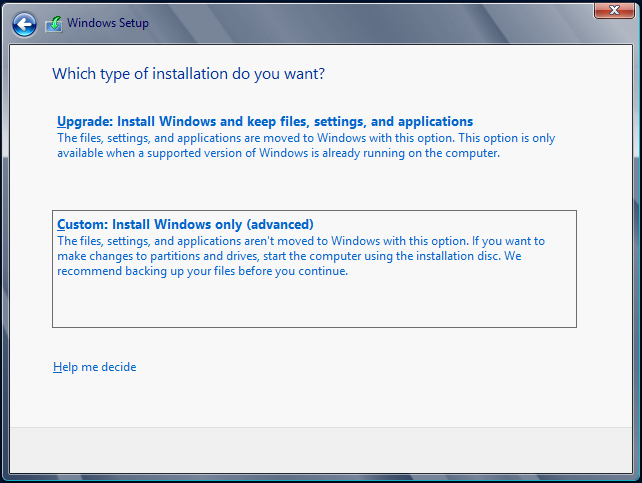 Windows Setup
Which type of installation do you want?
Upgrade: Install Windows and keep files, settings, and applications
The files, settings, and applications are moved to Windows with this option. This option is only
available when a supported version of Windows is already running on the computer.
Custom: Install Windows only (advanced)
The files, settings, and applications aren't moved to Windows with this option. If you want to
make changes to partitions and drives, start the computer using the installation disc. We
recommend backing up your files before you continue.
Help me decide